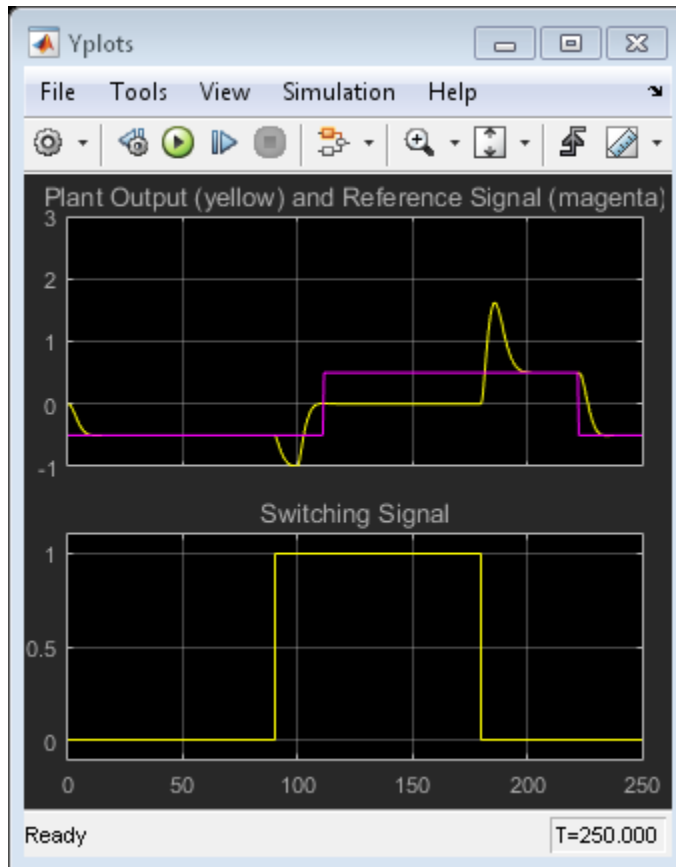 Yplots
File Tools View Simulation Help
Plant Output (yellow) and Reference Signal (magenta)
3
2
1
0
-1
Switching Signal
1
0.5
0
0 50 100 150 200 250
Ready T=250.000